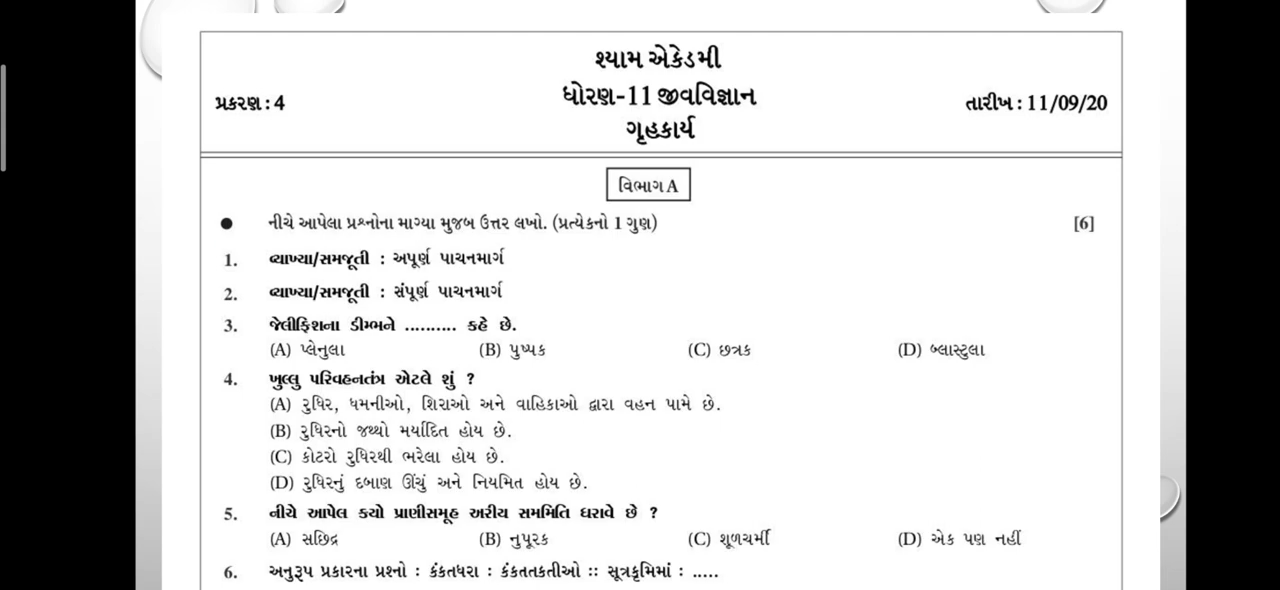 શ્યામ એકેડમી
પ્રકરણ : 4
ધોરણ-11 જીવવિજ્ઞાન
તારીખ : 11/09/20
ગૃહકાર્ય
વિભાગ A
● નીચે આપેલા પ્રશ્નોના માગ્યા મુજબ ઉત્તર લખો. (પ્રત્યેકનો 1 ગુણ) [6]
1. વ્યાખ્યા/સમજૂતી : અપૂર્ણ પાચનમાર્ગ
2. વ્યાખ્યા/સમજૂતી : સંપૂર્ણ પાચનમાર્ગ
3. જેલીફિશના ડીમ્ભને .......... કહે છે.
(A) પ્લેનુલા (B) પુષ્પક (C) છત્રક (D) બ્લાસ્ટુલા
4. ખુલ્લુ પરિવહનતંત્ર એટલે શું ?
(A) રુધિર, ધમનીઓ, શિરાઓ અને વાહિકાઓ દ્વારા વહન પામે છે.
(B) રુધિરનો જથ્થો મર્યાદિત હોય છે.
(C) કોટરો રુધિરથી ભરેલા હોય છે.
(D) રુધિરનું દબાણ ઊંચું અને નિયમિત હોય છે.
5. નીચે આપેલ કયો પ્રાણીસમૂહ અરીય સમમિતિ ધરાવે છે ?
(A) સછિદ્ર (B) નુપૂરક (C) શૂળચર્મી (D) એક પણ નહીં
6. અનુરૂપ પ્રકારના પ્રશ્નો : કંકતધરા : કંકતતકતીઓ :: સૂત્રકૃમિમાં : .....